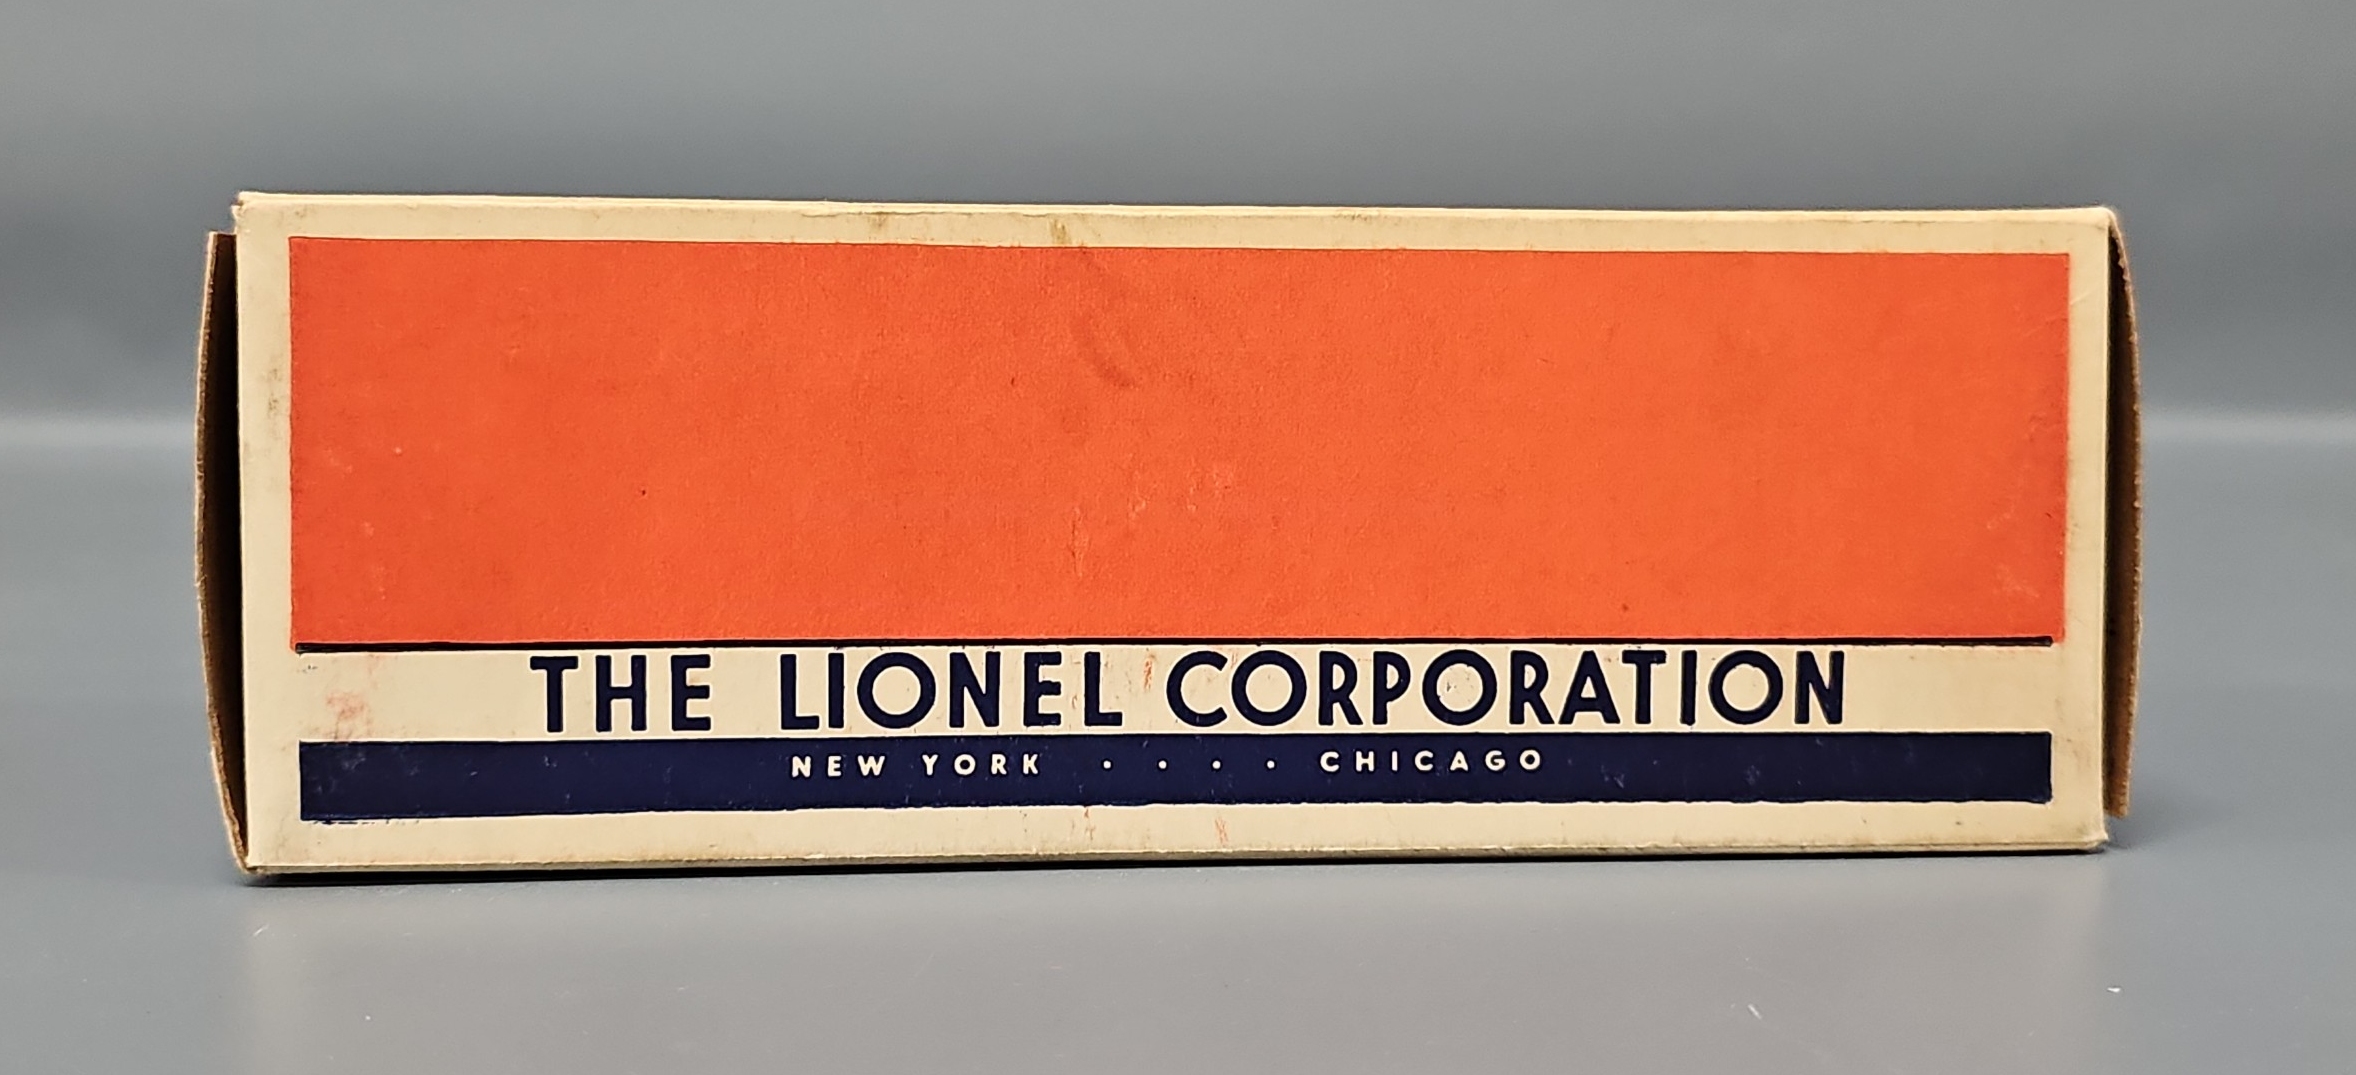 THE LIONEL CORPORATION
NEW YORK . . . . CHICAGO